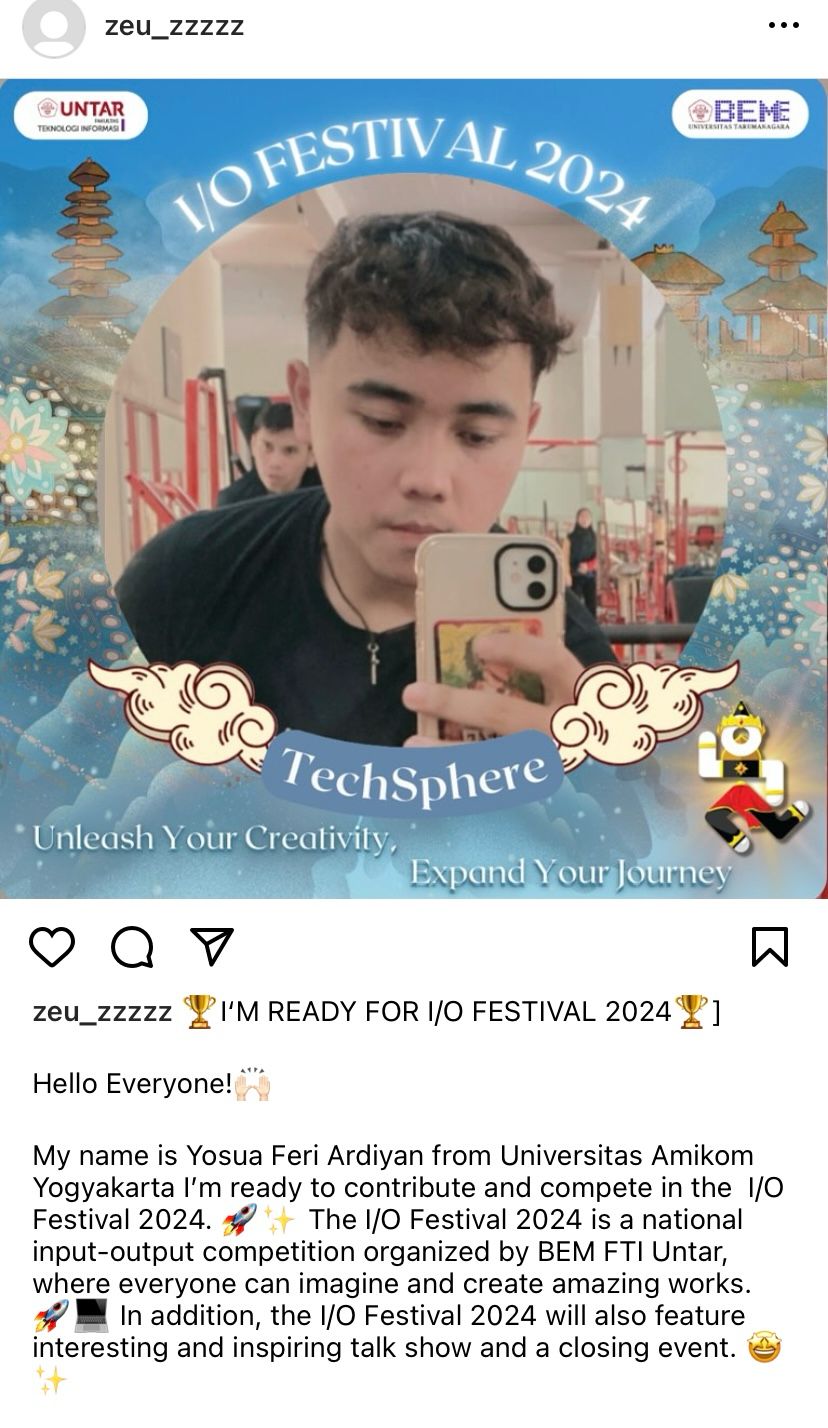 zeu_zzzzz
UNTAR
FAKULTAS
TEKNOLOGI INFORMASI
BEM
UNIVERSITAS TARUMANAGARA
I/O FESTIVAL 2024
TechSphere
Unleash Your Creativity,
Expand Your Journey
zeu_zzzzz 🏆I‘M READY FOR I/O FESTIVAL 2024🏆]
Hello Everyone!🙌🏻
My name is Yosua Feri Ardiyan from Universitas Amikom
Yogyakarta I’m ready to contribute and compete in the  I/O
Festival 2024. 🚀✨ The I/O Festival 2024 is a national
input-output competition organized by BEM FTI Untar,
where everyone can imagine and create amazing works.
🚀💻 In addition, the I/O Festival 2024 will also feature
interesting and inspiring talk show and a closing event. 🤩
✨